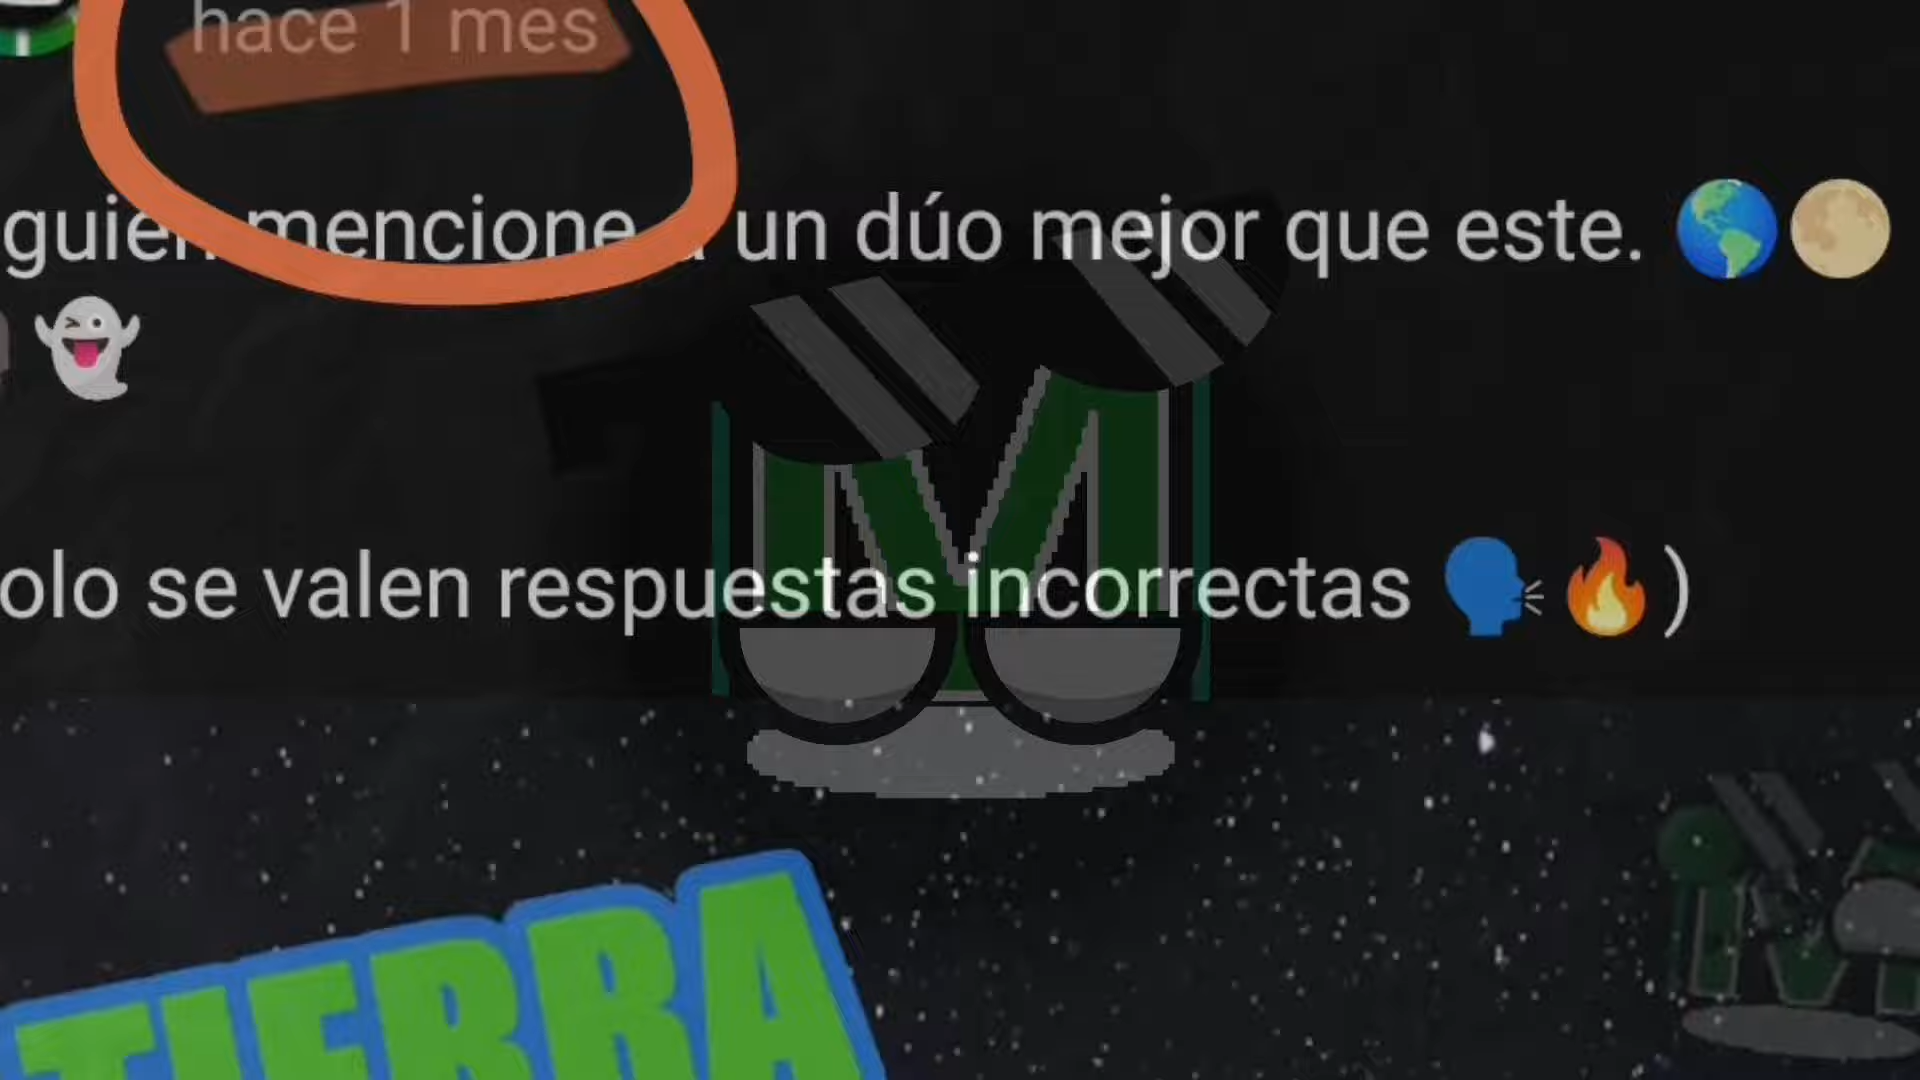 hace 1 mes
guien mencione a un dúo mejor que este. 🌎🌕
👻
olo se valen respuestas incorrectas 🗣️🔥)
TIERRA